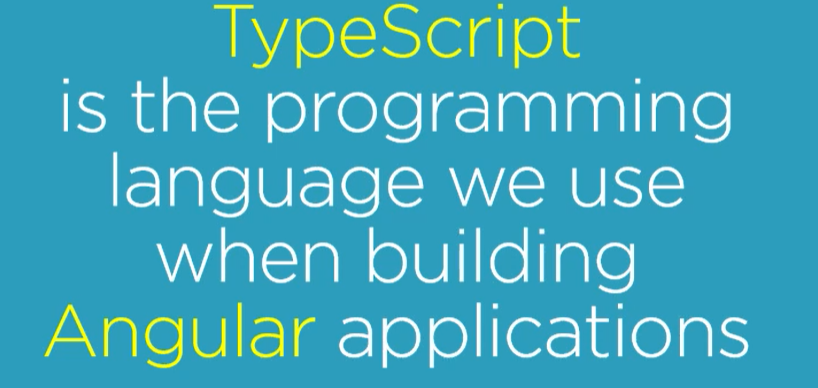 TypeScript
is the programming
language we use
when building
Angular applications